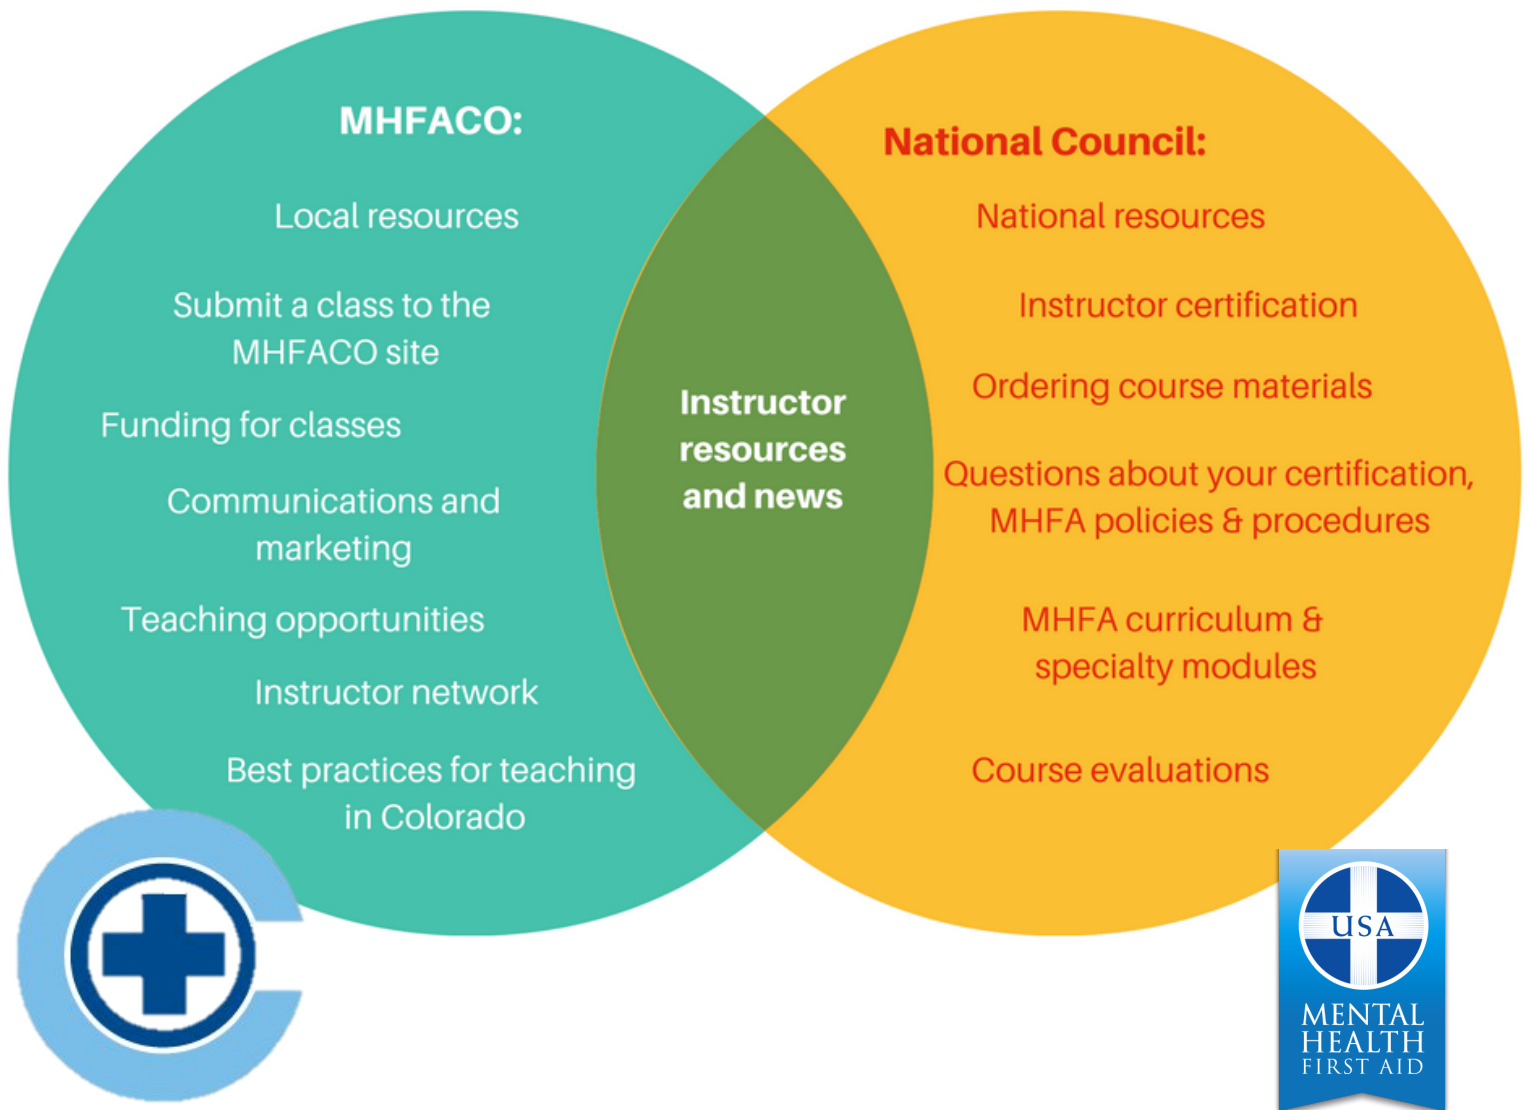 MHFACO:
Local resources
Submit a class to the
MHFACO site
Funding for classes
Communications and
marketing
Teaching opportunities
Instructor network
Best practices for teaching
in Colorado
Instructor
resources
and news
National Council:
National resources
Instructor certification
Ordering course materials
Questions about your certification,
MHFA policies & procedures
MHFA curriculum &
specialty modules
Course evaluations
USA
MENTAL
HEALTH
FIRST AID